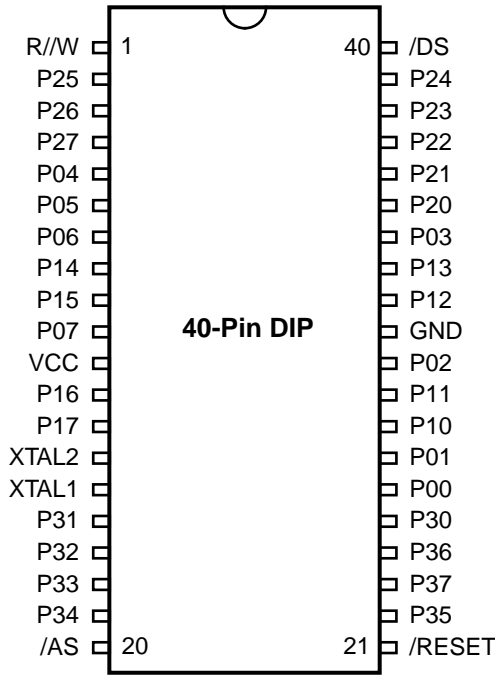 R//W 1 40 /DS
P25 P24
P26 P23
P27 P22
P04 P21
P05 P20
P06 P03
P14 P13
P15 P12
P07 40-Pin DIP GND
VCC P02
P16 P11
P17 P10
XTAL2 P01
XTAL1 P00
P31 P30
P32 P36
P33 P37
P34 P35
/AS 20 21 /RESET